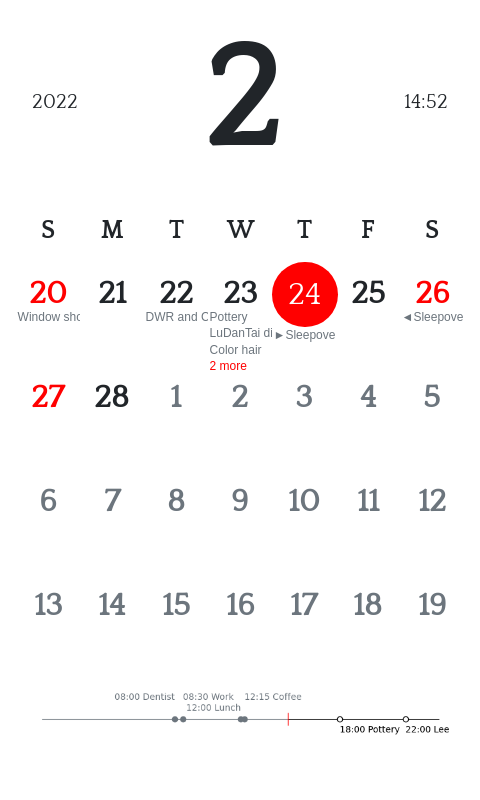 2
2022
14:52
S M T W T F S
20 21 22 23 24 25 26
Window sho DWR and C Pottery
LuDanTai di ▶ Sleepove ◀ Sleepove
Color hair
2 more
27 28 1 2 3 4 5
6 7 8 9 10 11 12
13 14 15 16 17 18 19
08:00 Dentist 08:30 Work 12:15 Coffee
12:00 Lunch
18:00 Pottery 22:00 Lee